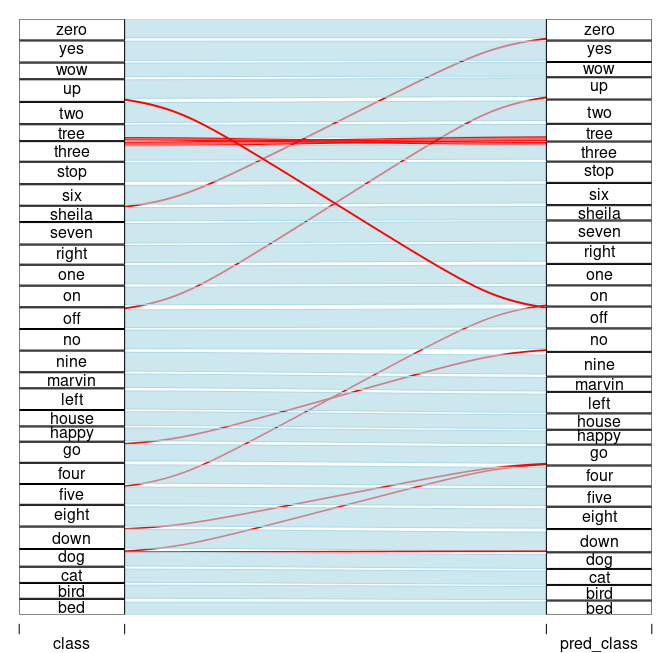 zero zero
yes yes
wow wow
up up
two two
tree tree
three three
stop stop
six six
sheila sheila
seven seven
right right
one one
on on
off off
no no
nine nine
marvin marvin
left left
house house
happy happy
go go
four four
five five
eight eight
down down
dog dog
cat cat
bird bird
bed bed
class pred_class